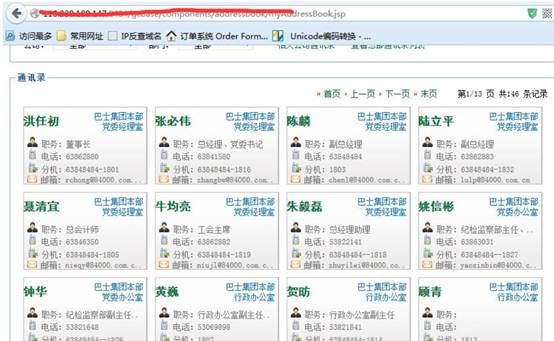 /gebase/components/addressbook/myAddressBook.jsp
访问最多 常用网址 IP反查域名 订单系统 Order Form... Unicode编码转换 - ...
通讯录
首页 上一页 下一页 末页 第1/13 页 共146 条记录
洪任初 巴士集团本部 党委经理室
职务: 董事长
电话: 63862880
分机: 63848484-1801
邮箱: rchong@84000.com...
张必伟 巴士集团本部 党委经理室
职务: 总经理、党委书记
电话: 63841580
分机: 63848484-1816
邮箱: zhangbw@84000.com...
陈麟 巴士集团本部 党委经理室
职务: 副总经理
电话: 63848484
分机: 1803
邮箱: chenl@84000.com.cn
陆立平 巴士集团本部 党委经理室
职务: 副总经理
电话: 63862883
分机: 63848484-1832
邮箱: lulp@84000.com.cn
聂清宜 巴士集团本部 党委经理室
职务: 总会计师
电话: 63846350
分机: 63848484-1805
邮箱: nieqy@84000.com.c...
牛均亮 巴士集团本部 党委经理室
职务: 工会主席
电话: 63862882
分机: 63848484-1819
邮箱: niujl@84000.com.c...
朱毅磊 巴士集团本部 党委经理室
职务: 总经理助理
电话: 53822141
分机: 63848484-1818
邮箱: zhuyilei@84000.co...
姚信彬 巴士集团本部 党委经理室
职务: 纪检监察部主任、..
电话: 63863031
分机: 63848484--1827
邮箱: yaoxinbin@84000.c...
钟华 巴士集团本部 党委办公室
职务: 纪检监察部副主任..
电话: 53821648
分机: 63848484--1826
黄巍 巴士集团本部 行政办公室
职务: 行政办公室副主任..
电话: 53069898
分机: 1807
贺助 巴士集团本部 行政办公室
职务: 行政办公室副主任
电话: 53821841
分机: 63848484-1814
顾青 巴士集团本部 行政办公室
职务:
电话:
分机: 1813